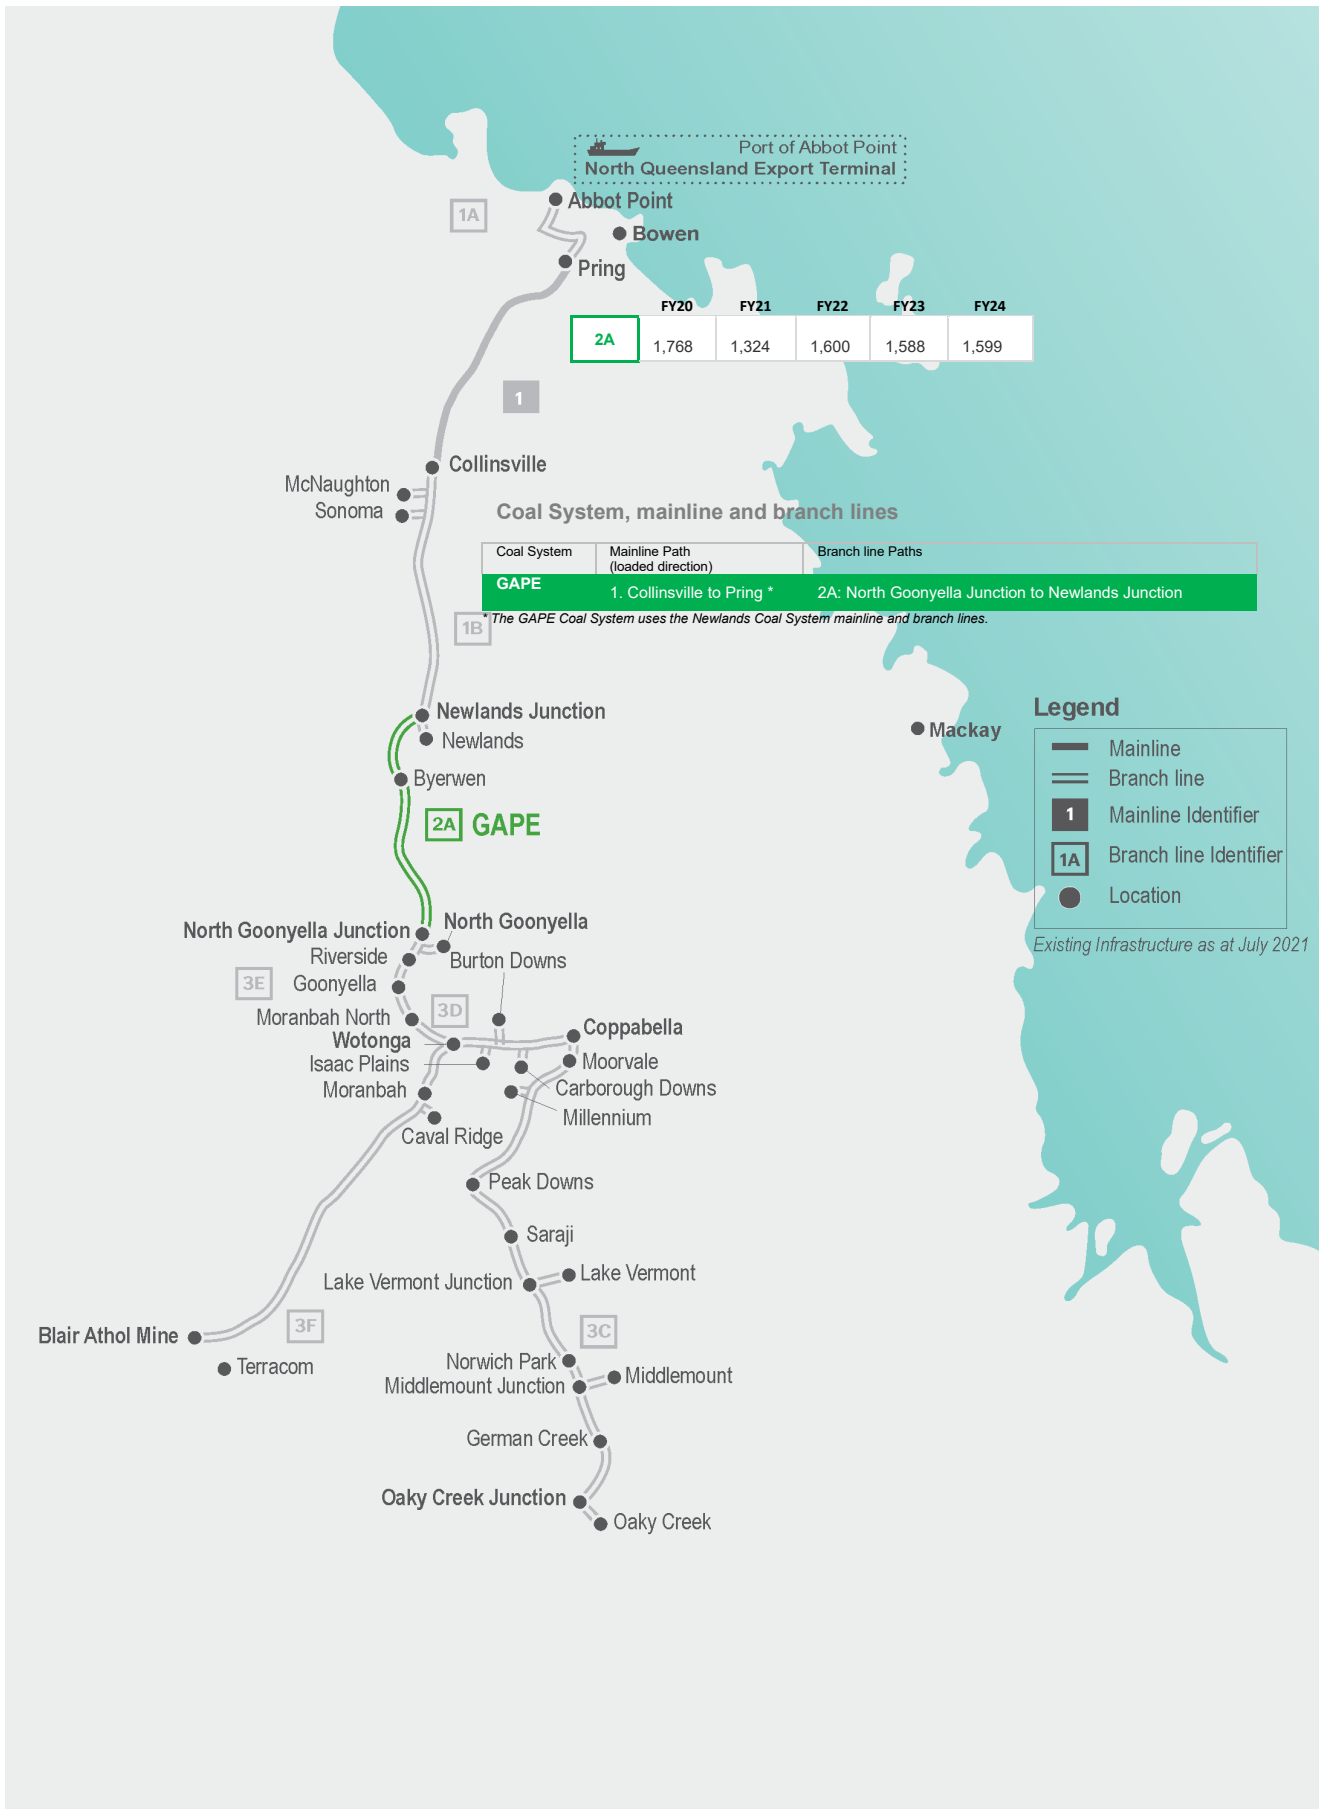 Port of Abbot Point
North Queensland Export Terminal
1A
Abbot Point
Bowen
Pring
FY20 FY21 FY22 FY23 FY24
2A 1,768 1,324 1,600 1,588 1,599
1
Collinsville
McNaughton
Sonoma
Coal System, mainline and branch lines
Coal System Mainline Path Branch line Paths
(loaded direction)
GAPE
1. Collinsville to Pring * 2A: North Goonyella Junction to Newlands Junction
* The GAPE Coal System uses the Newlands Coal System mainline and branch lines.
1B
Newlands Junction
Newlands
Byerwen
2A GAPE
Mackay
Legend
Mainline
Branch line
1 Mainline Identifier
1A Branch line Identifier
Location
Existing Infrastructure as at July 2021
North Goonyella Junction
North Goonyella
Riverside
Burton Downs
3E
Goonyella
3D
Moranbah North
Coppabella
Wotonga
Isaac Plains
Moorvale
Moranbah
Carborough Downs
Millennium
Caval Ridge
Peak Downs
Saraji
Lake Vermont Junction
Lake Vermont
3F
3C
Blair Athol Mine
Terracom
Norwich Park
Middlemount Junction
Middlemount
German Creek
Oaky Creek Junction
Oaky Creek